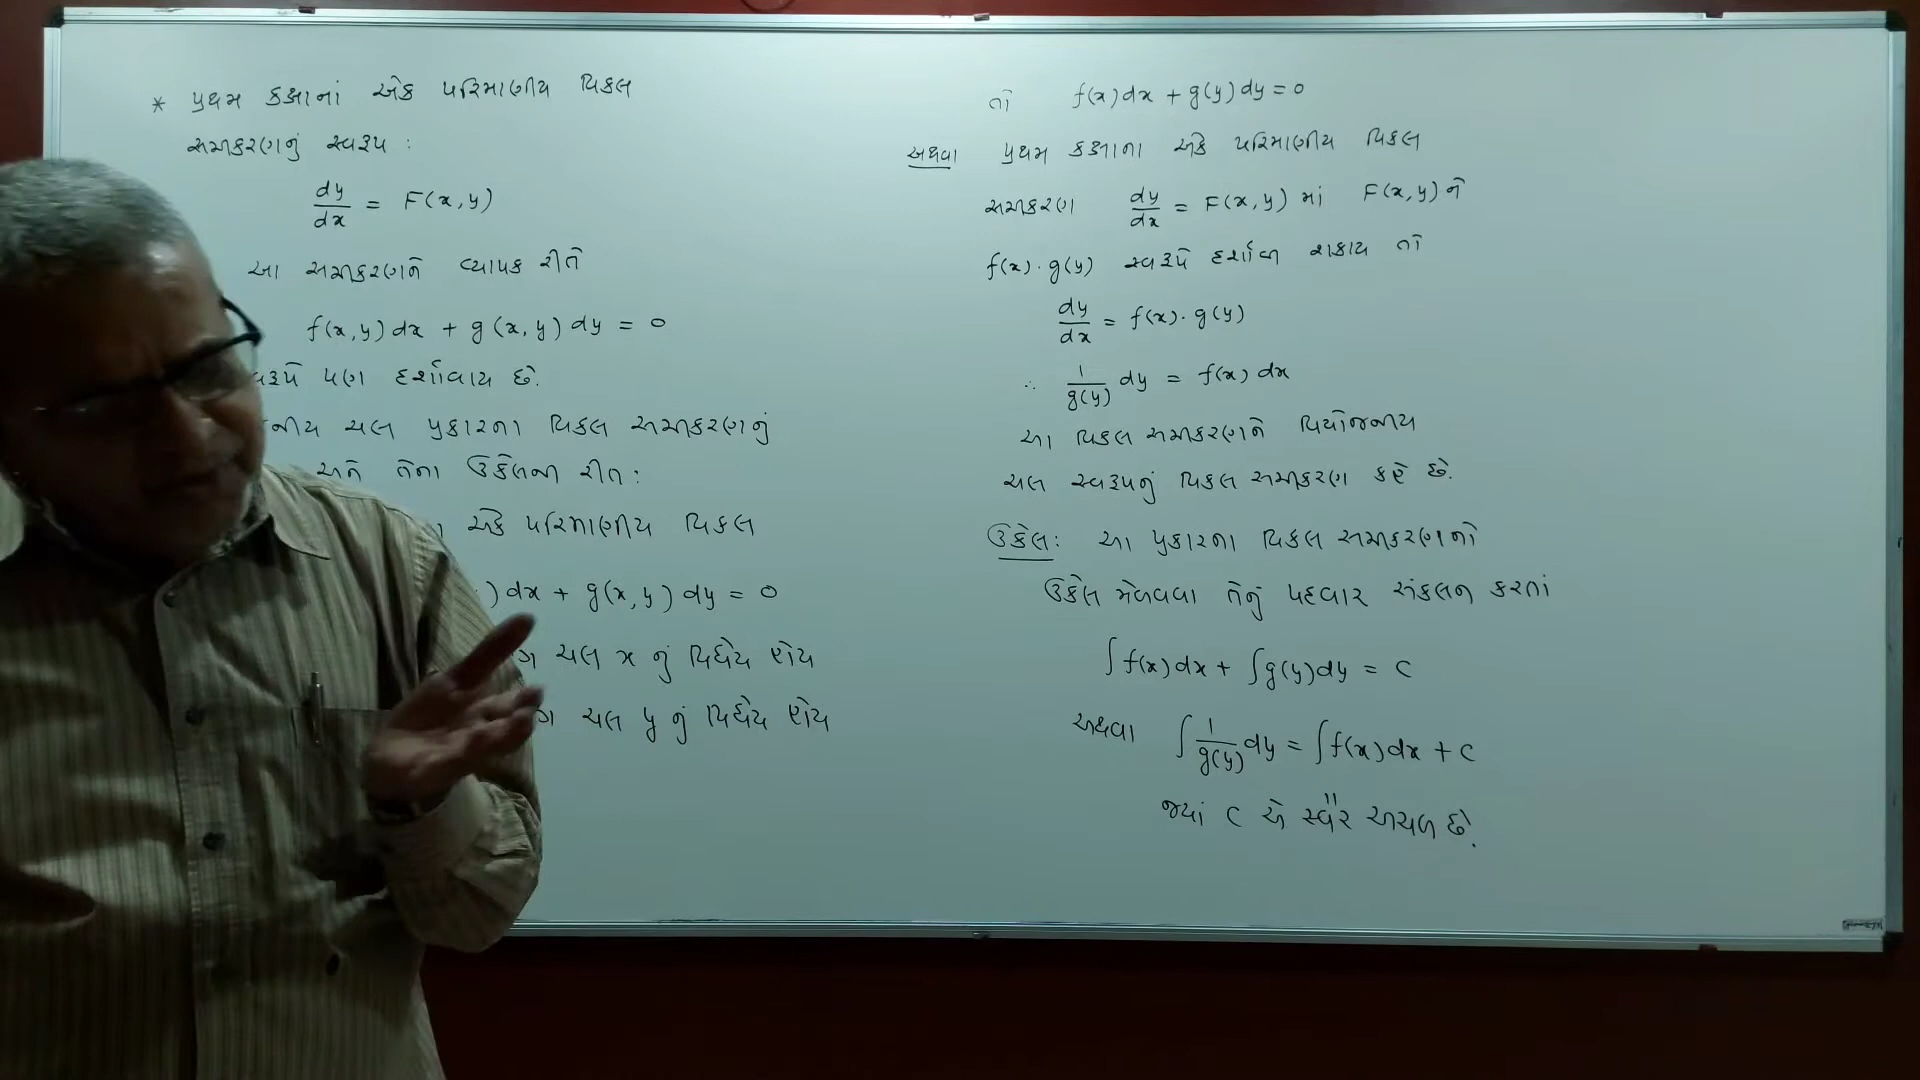 * પ્રથમ કક્ષાનાં એક પરિમાણીય વિકલ
સમીકરણનું સ્વરૂપ :
dy/dx = F(x, y)
આ સમીકરણને વ્યાપક રીતે
f(x, y) dx + g(x, y) dy = 0
પણ દર્શાવાય છે.
ચલ પ્રકારના વિકલ સમીકરણનું
અને તેના ઉકેલની રીત :
એક પરિમાણીય વિકલ
) dx + g(x, y) dy = 0
ચલ x નું વિધેય હોય
ચલ y નું વિધેય હોય
તો f(x) dx + g(y) dy = 0
અથવા પ્રથમ કક્ષાના એક પરિમાણીય વિકલ
સમીકરણ dy/dx = F(x, y) માં F(x, y) ને
f(x) · g(y) સ્વરૂપે દર્શાવી શકાય તો
dy/dx = f(x) · g(y)
∴ 1/g(y) dy = f(x) dx
આ વિકલ સમીકરણને વિયોજનીય
ચલ સ્વરૂપનું વિકલ સમીકરણ કહે છે.
ઉકેલ : આ પ્રકારના વિકલ સમીકરણનો
ઉકેલ મેળવવા તેનું પદવાર સંકલન કરતાં
∫ f(x) dx + ∫ g(y) dy = c
અથવા ∫ 1/g(y) dy = ∫ f(x) dx + c
જ્યાં c એ સ્વૈર અચળ છે.